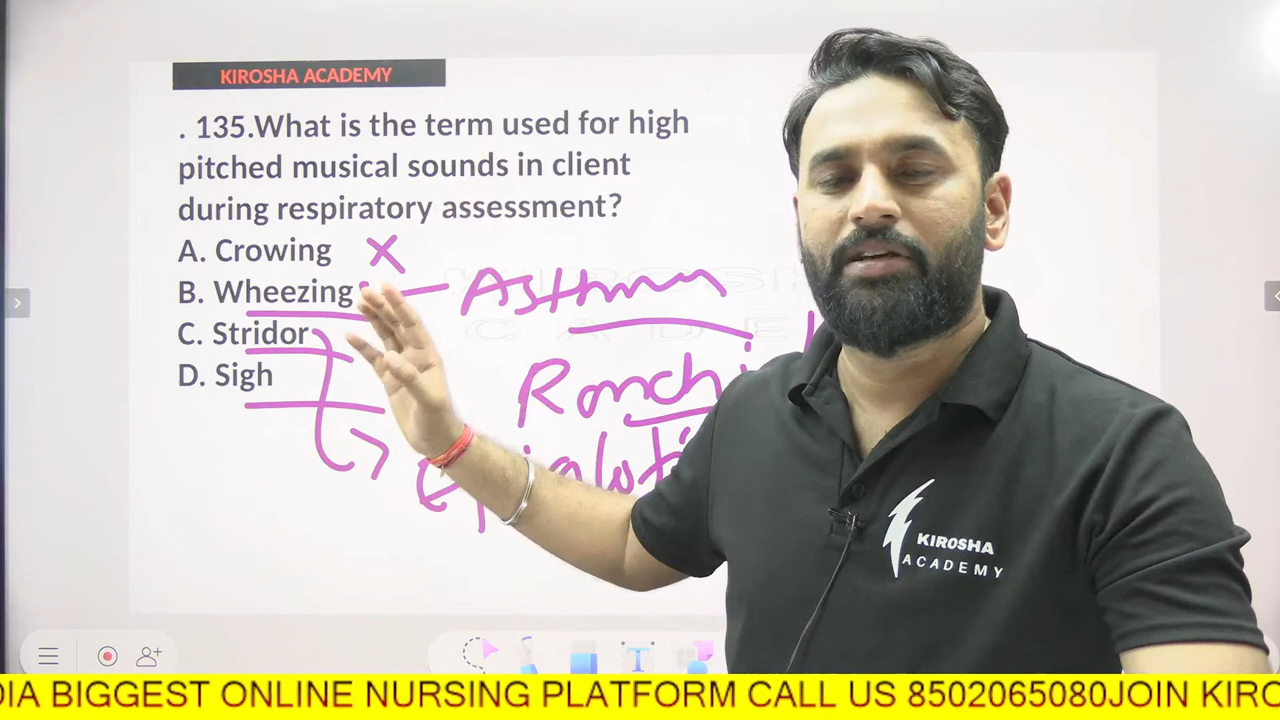 KIROSHA ACADEMY
. 135.What is the term used for high
pitched musical sounds in client
during respiratory assessment?
A. Crowing
B. Wheezing
Asthma
C. Stridor
D. Sigh
KIROSHA
ACADEMY
DIA BIGGEST ONLINE NURSING PLATFORM CALL US 8502065080JOIN KIRO